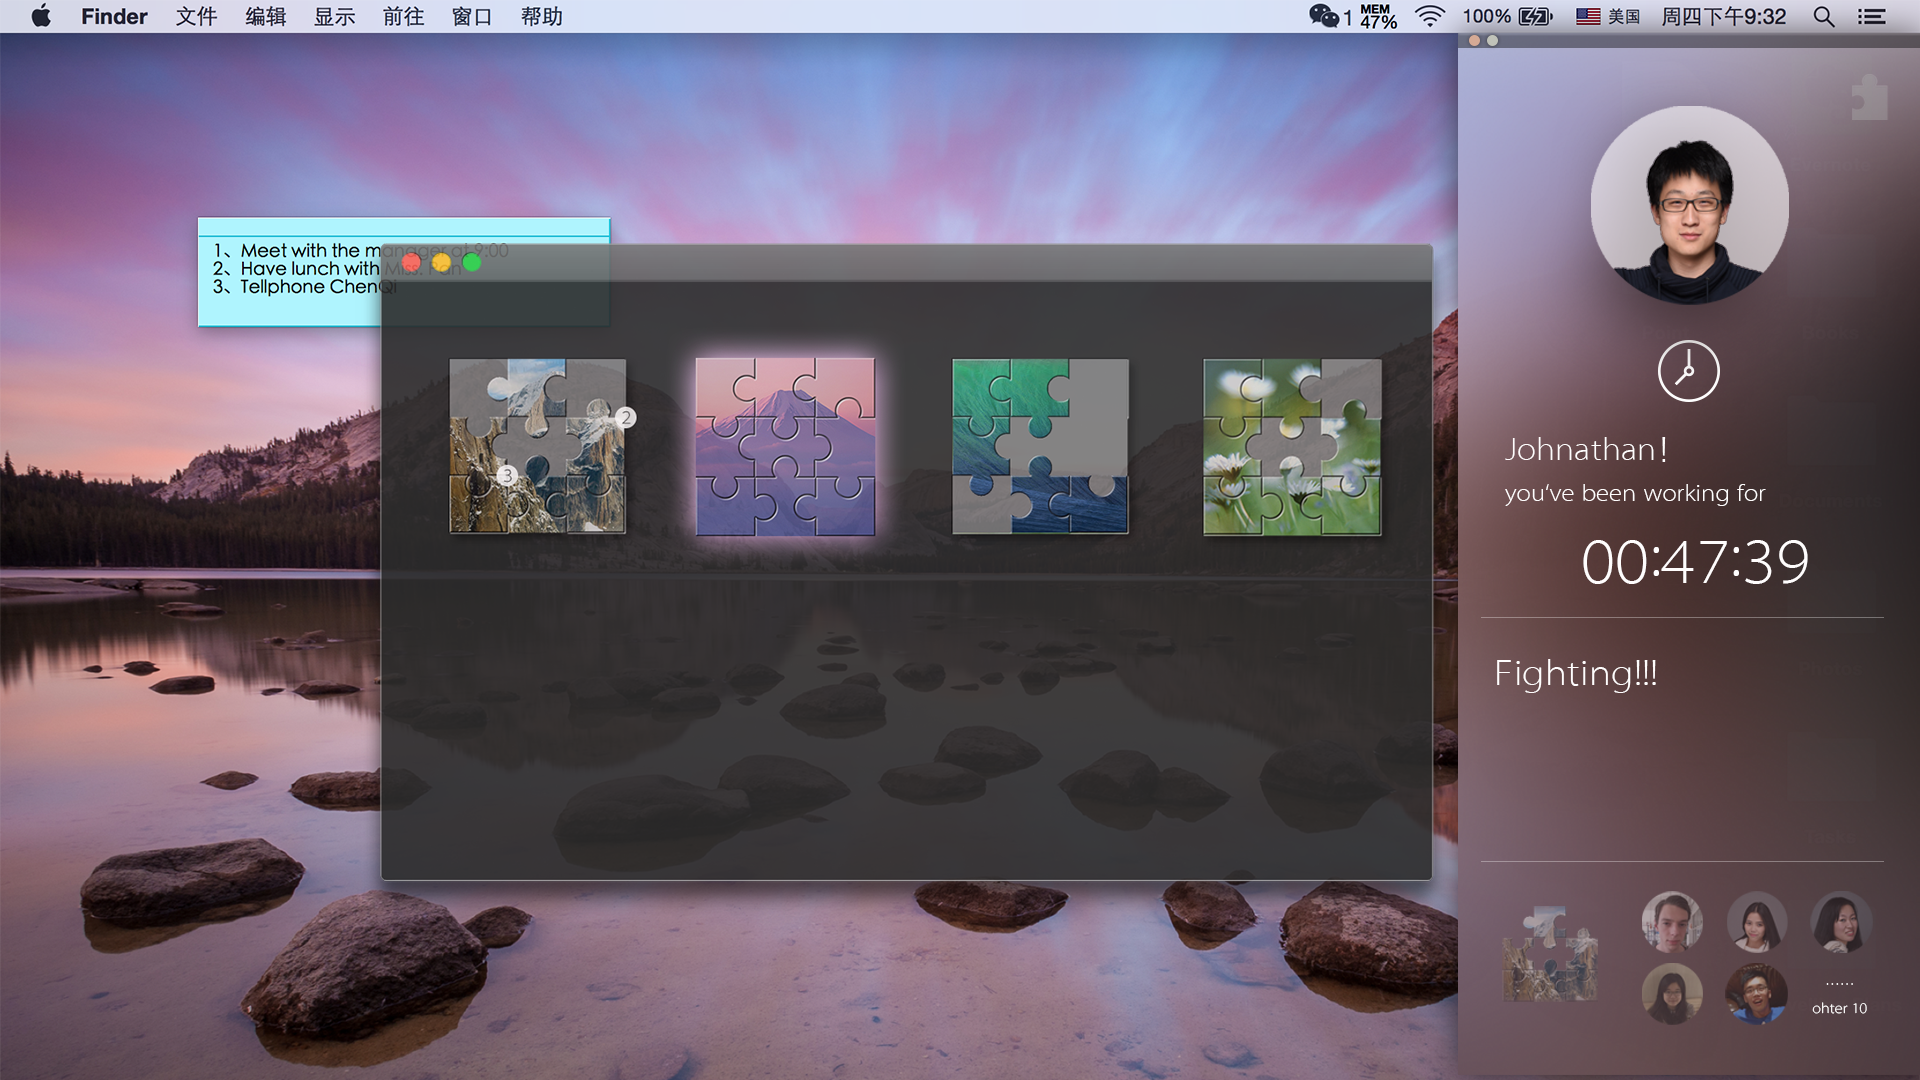 Finder 文件 编辑 显示 前往 窗口 帮助
1 MEM 47% 100% 美国 周四下午9:32
1、Meet with the manager at 9:00
2、Have lunch with Miss. Ran
3、Tellphone ChenQi
2
3
Johnathan!
you‘ve been working for
00:47:39
Fighting!!!
......
ohter 10